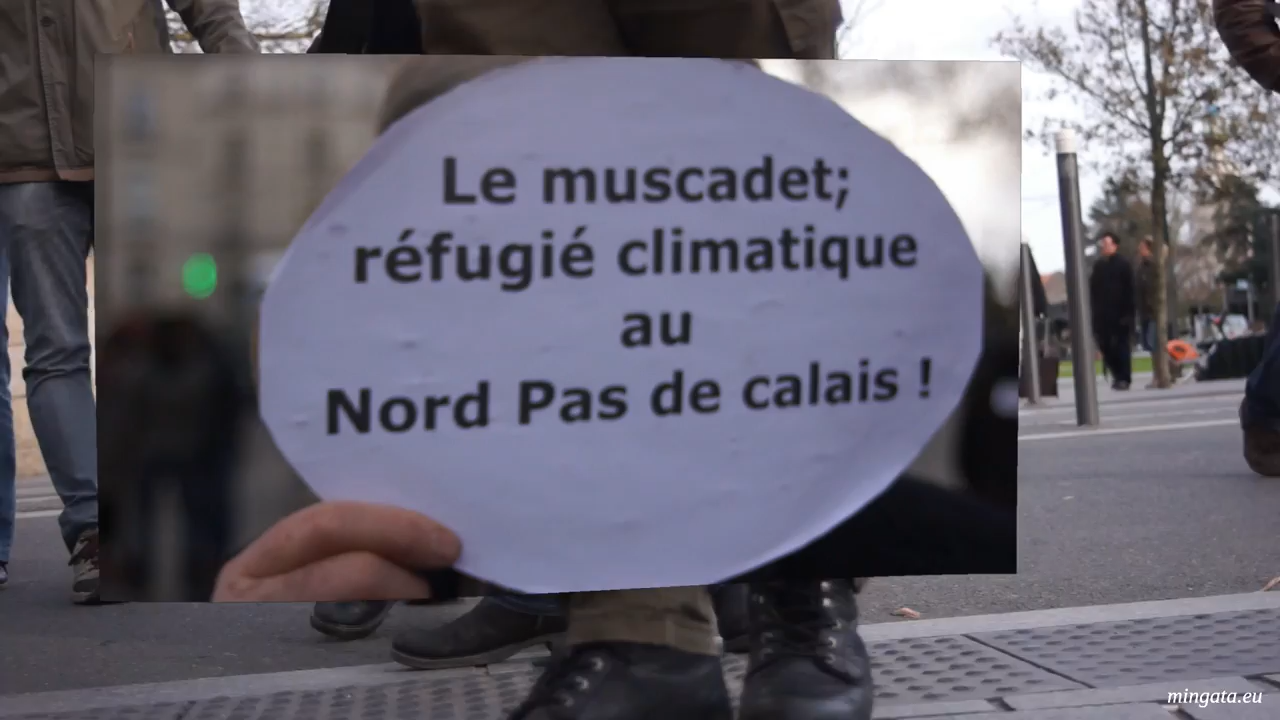 Le muscadet;
réfugié climatique
au
Nord Pas de calais !
mingata.eu